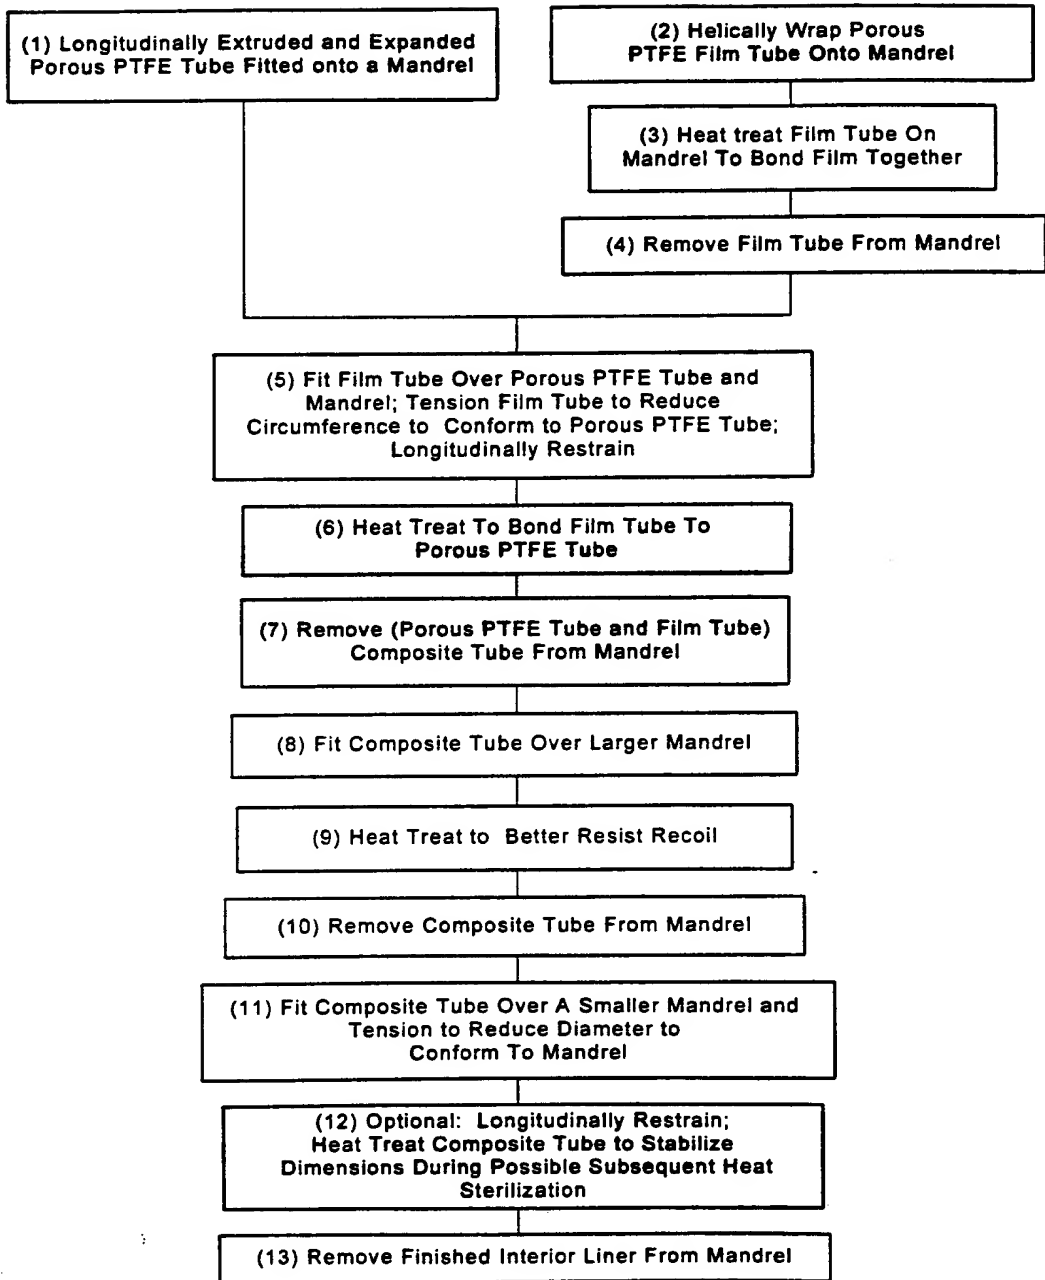 (1) Longitudinally Extruded and Expanded
Porous PTFE Tube Fitted onto a Mandrel
(2) Helically Wrap Porous
PTFE Film Tube Onto Mandrel
(3) Heat treat Film Tube On
Mandrel To Bond Film Together
(4) Remove Film Tube From Mandrel
(5) Fit Film Tube Over Porous PTFE Tube and
Mandrel; Tension Film Tube to Reduce
Circumference to Conform to Porous PTFE Tube;
Longitudinally Restrain
(6) Heat Treat To Bond Film Tube To
Porous PTFE Tube
(7) Remove (Porous PTFE Tube and Film Tube)
Composite Tube From Mandrel
(8) Fit Composite Tube Over Larger Mandrel
(9) Heat Treat to Better Resist Recoil
(10) Remove Composite Tube From Mandrel
(11) Fit Composite Tube Over A Smaller Mandrel and
Tension to Reduce Diameter to
Conform To Mandrel
(12) Optional: Longitudinally Restrain;
Heat Treat Composite Tube to Stabilize
Dimensions During Possible Subsequent Heat
Sterilization
(13) Remove Finished Interior Liner From Mandrel